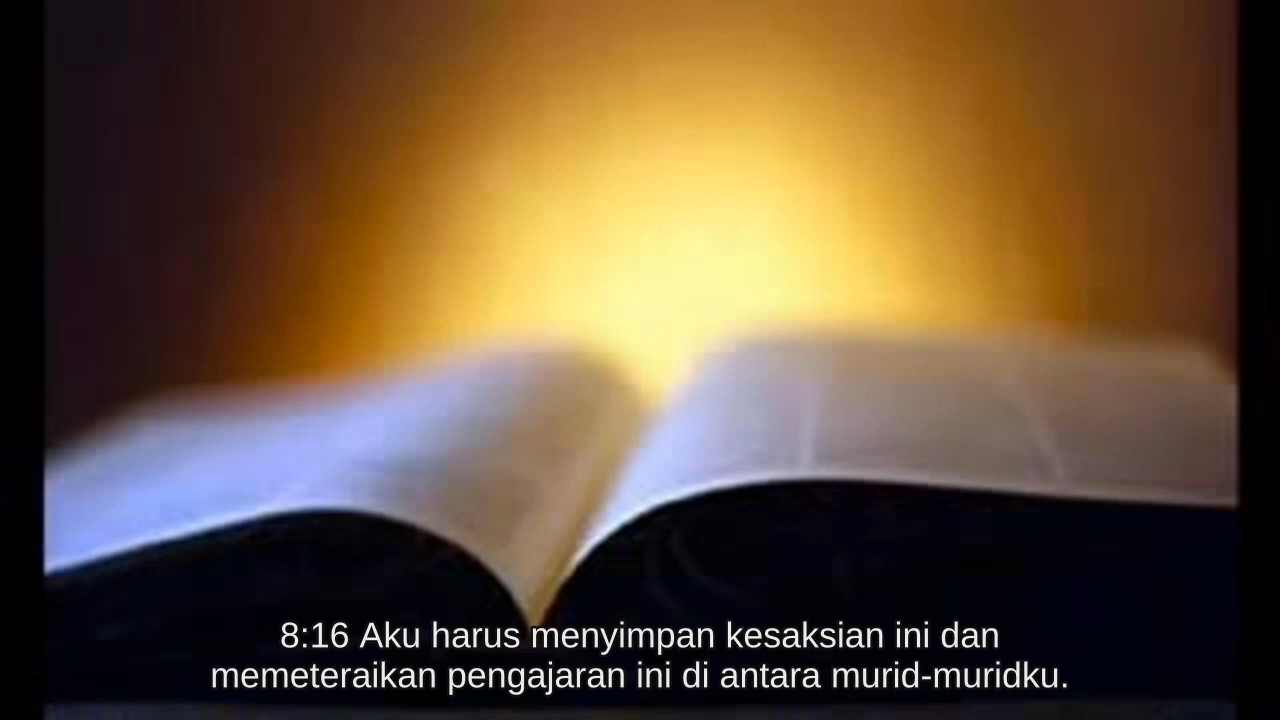 8:16 Aku harus menyimpan kesaksian ini dan
memeteraikan pengajaran ini di antara murid-muridku.